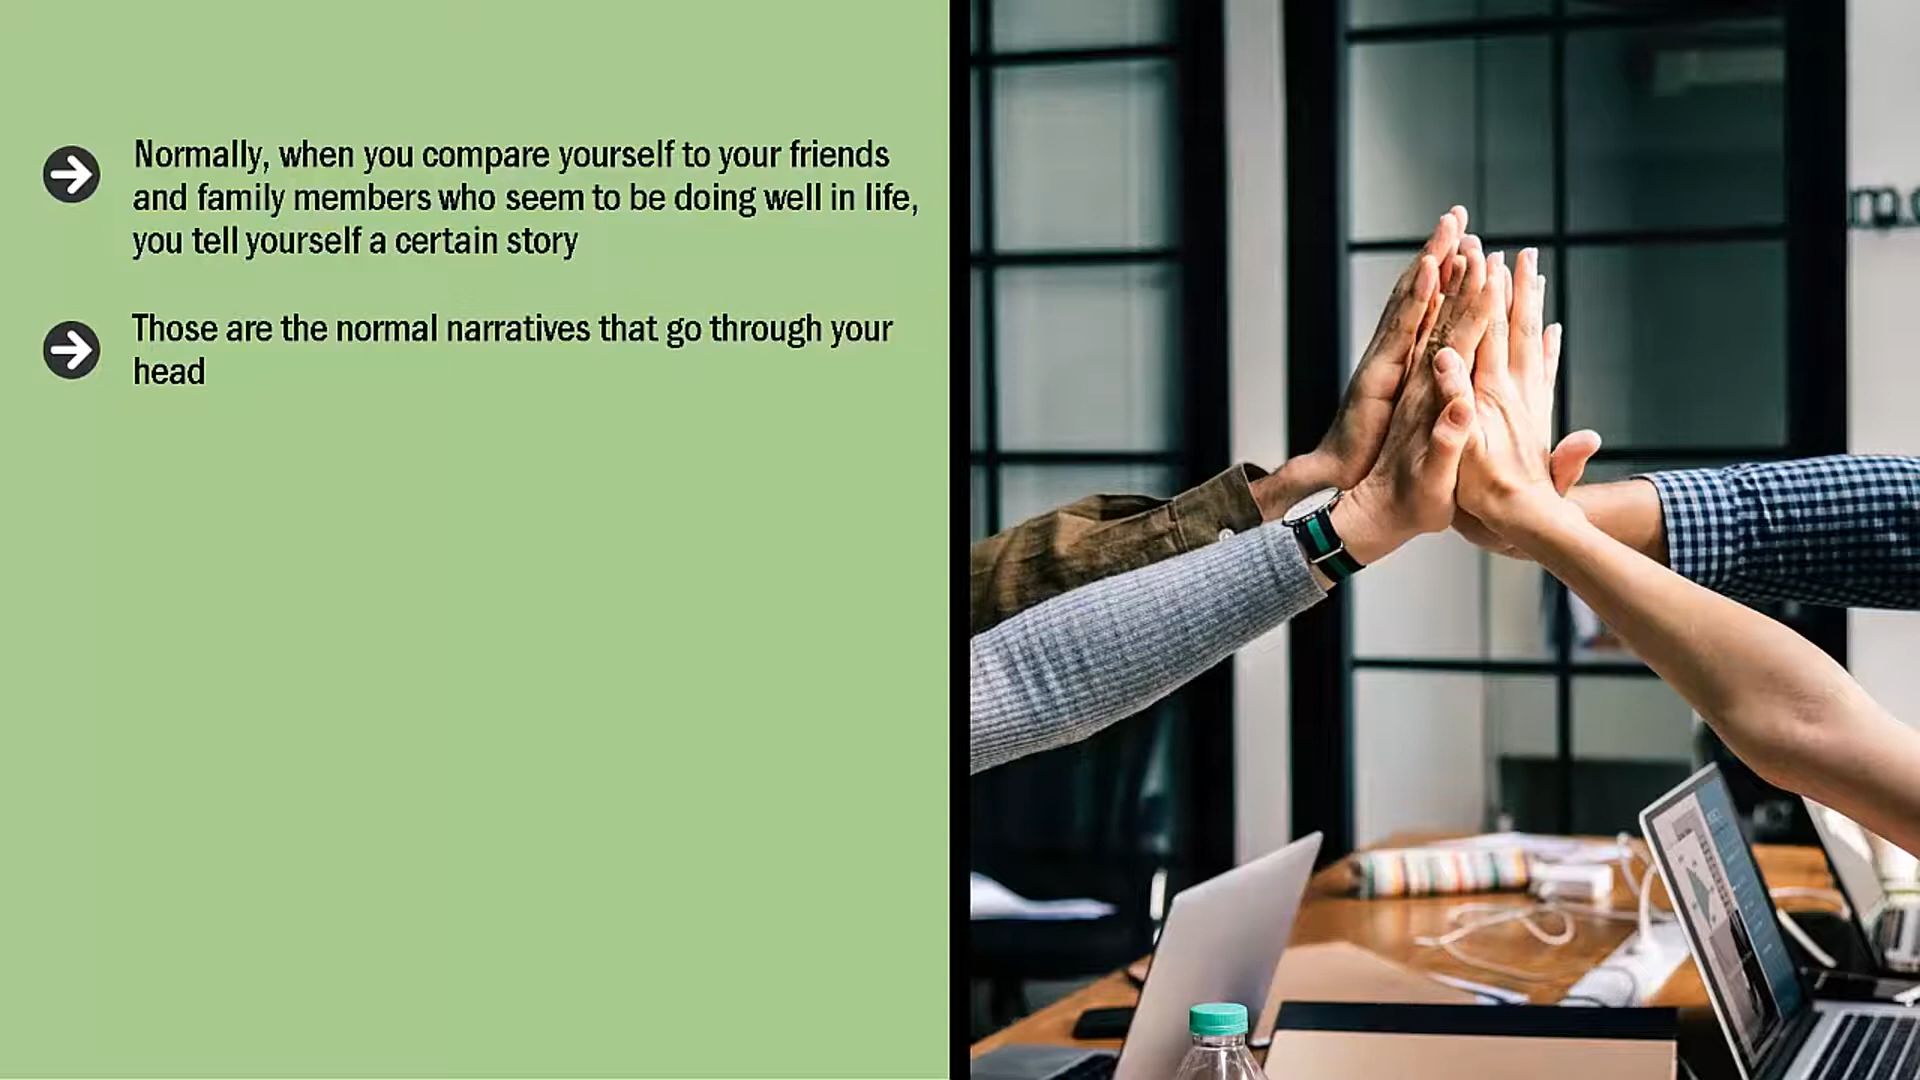 Normally, when you compare yourself to your friends
and family members who seem to be doing well in life,
you tell yourself a certain story
Those are the normal narratives that go through your
head